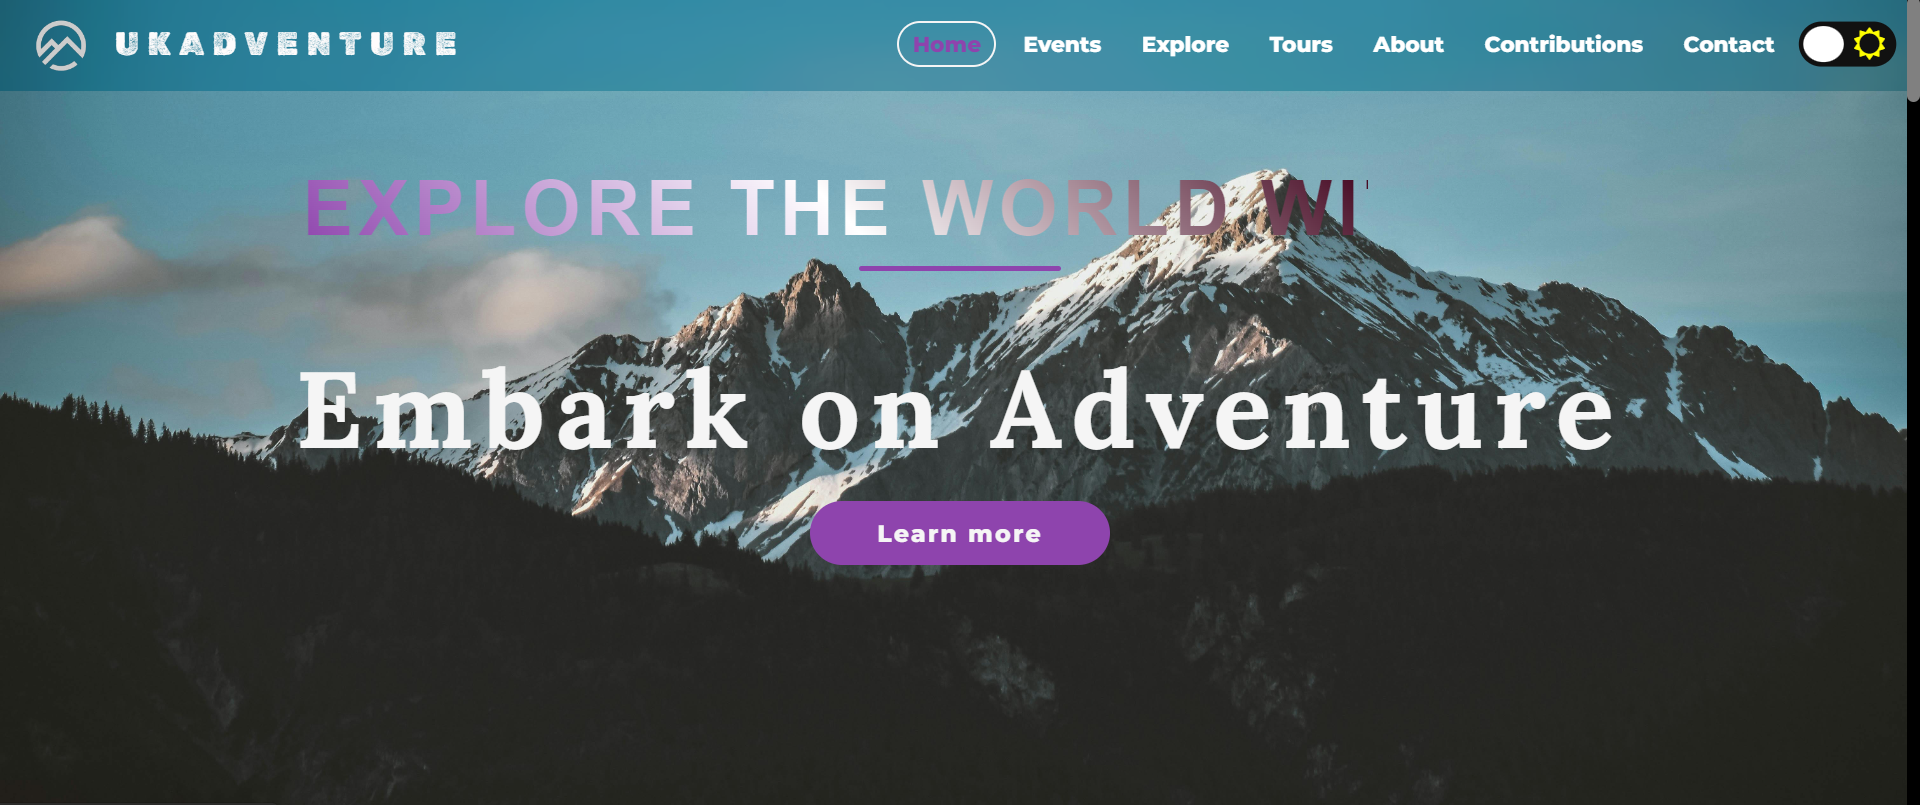 UKADVENTURE
Home Events Explore Tours About Contributions Contact
EXPLORE THE WORLD WI
Embark on Adventure
Learn more